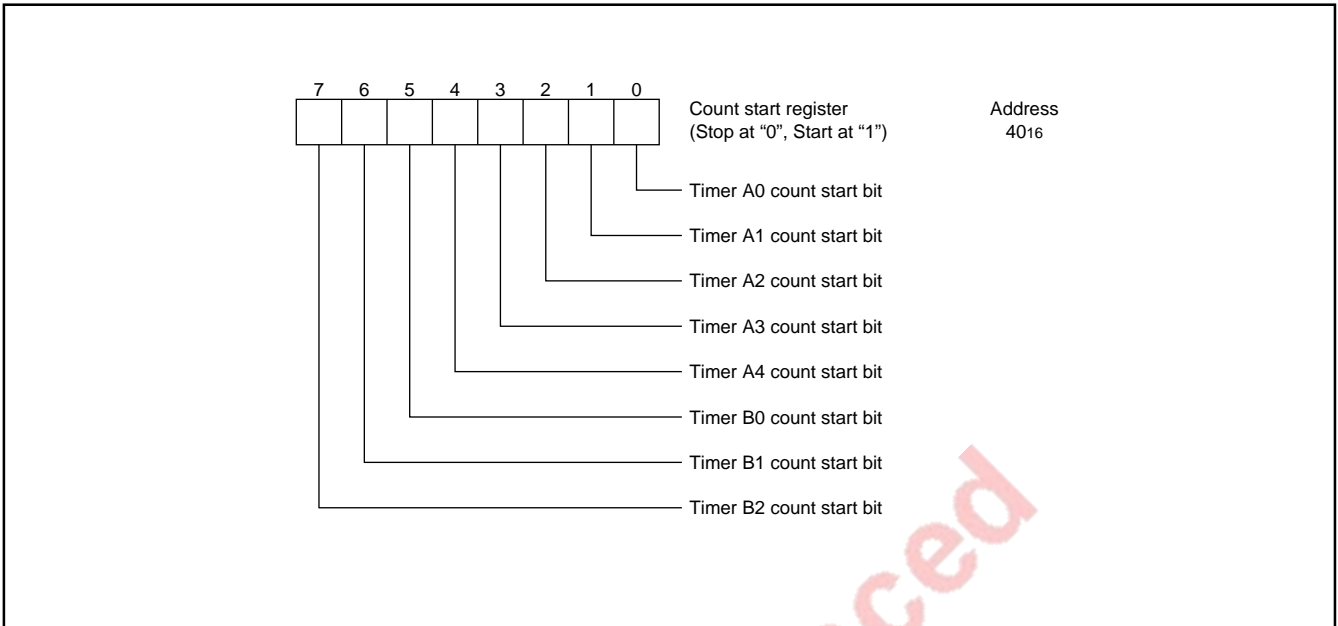 7 6 5 4 3 2 1 0
Count start register Address
(Stop at “0”, Start at “1”) 4016
Timer A0 count start bit
Timer A1 count start bit
Timer A2 count start bit
Timer A3 count start bit
Timer A4 count start bit
Timer B0 count start bit
Timer B1 count start bit
Timer B2 count start bit